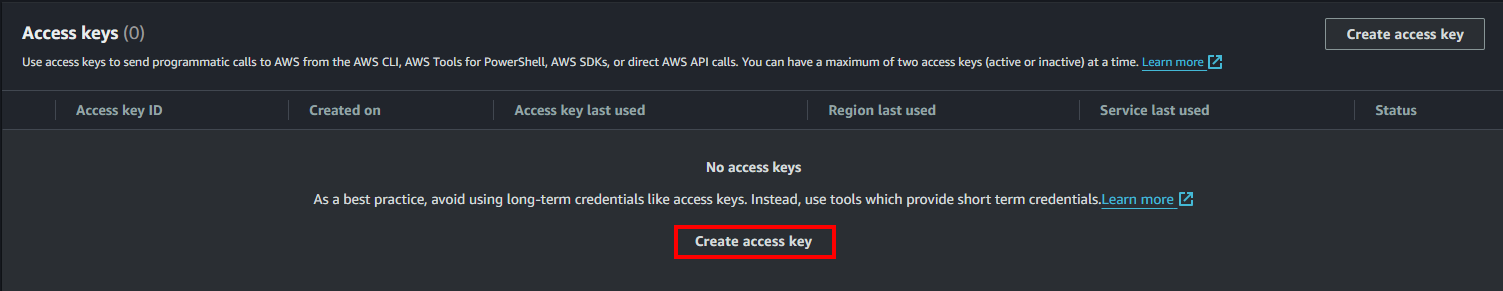 Access keys (0)
Create access key
Use access keys to send programmatic calls to AWS from the AWS CLI, AWS Tools for PowerShell, AWS SDKs, or direct AWS API calls. You can have a maximum of two access keys (active or inactive) at a time. Learn more
Access key ID Created on Access key last used Region last used Service last used Status
No access keys
As a best practice, avoid using long-term credentials like access keys. Instead, use tools which provide short term credentials.Learn more
Create access key